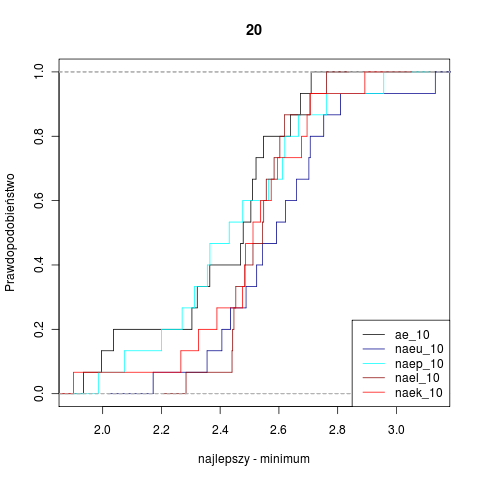 20
Prawdopodobieństwo
1.0
0.8
0.6
0.4
0.2
0.0
2.0 2.2 2.4 2.6 2.8 3.0
najlepszy - minimum
ae_10
naeu_10
naep_10
nael_10
naek_10